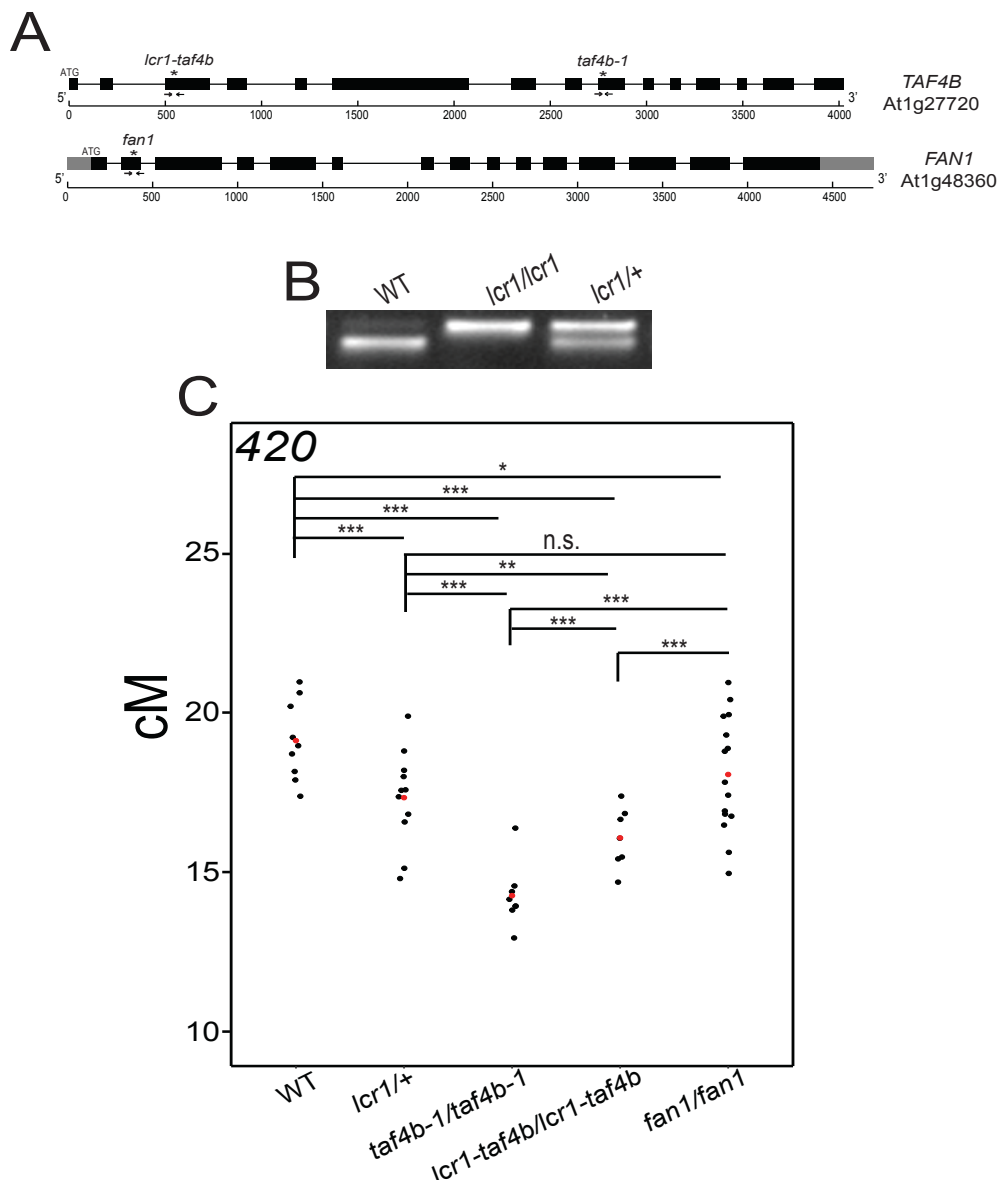 A
lcr1-taf4b
taf4b-1
ATG
*
*
TAF4B
At1g27720
5'
3'
0
500
1000
1500
2000
2500
3000
3500
4000
fan1
ATG
*
FAN1
At1g48360
5'
3'
0
500
1000
1500
2000
2500
3000
3500
4000
4500
B
WT
lcr1/lcr1
lcr1/+
C
420
*
***
***
***
n.s.
**
***
***
***
***
cM
25
20
15
10
WT
lcr1/+
taf4b-1/taf4b-1
lcr1-taf4b/lcr1-taf4b
fan1/fan1